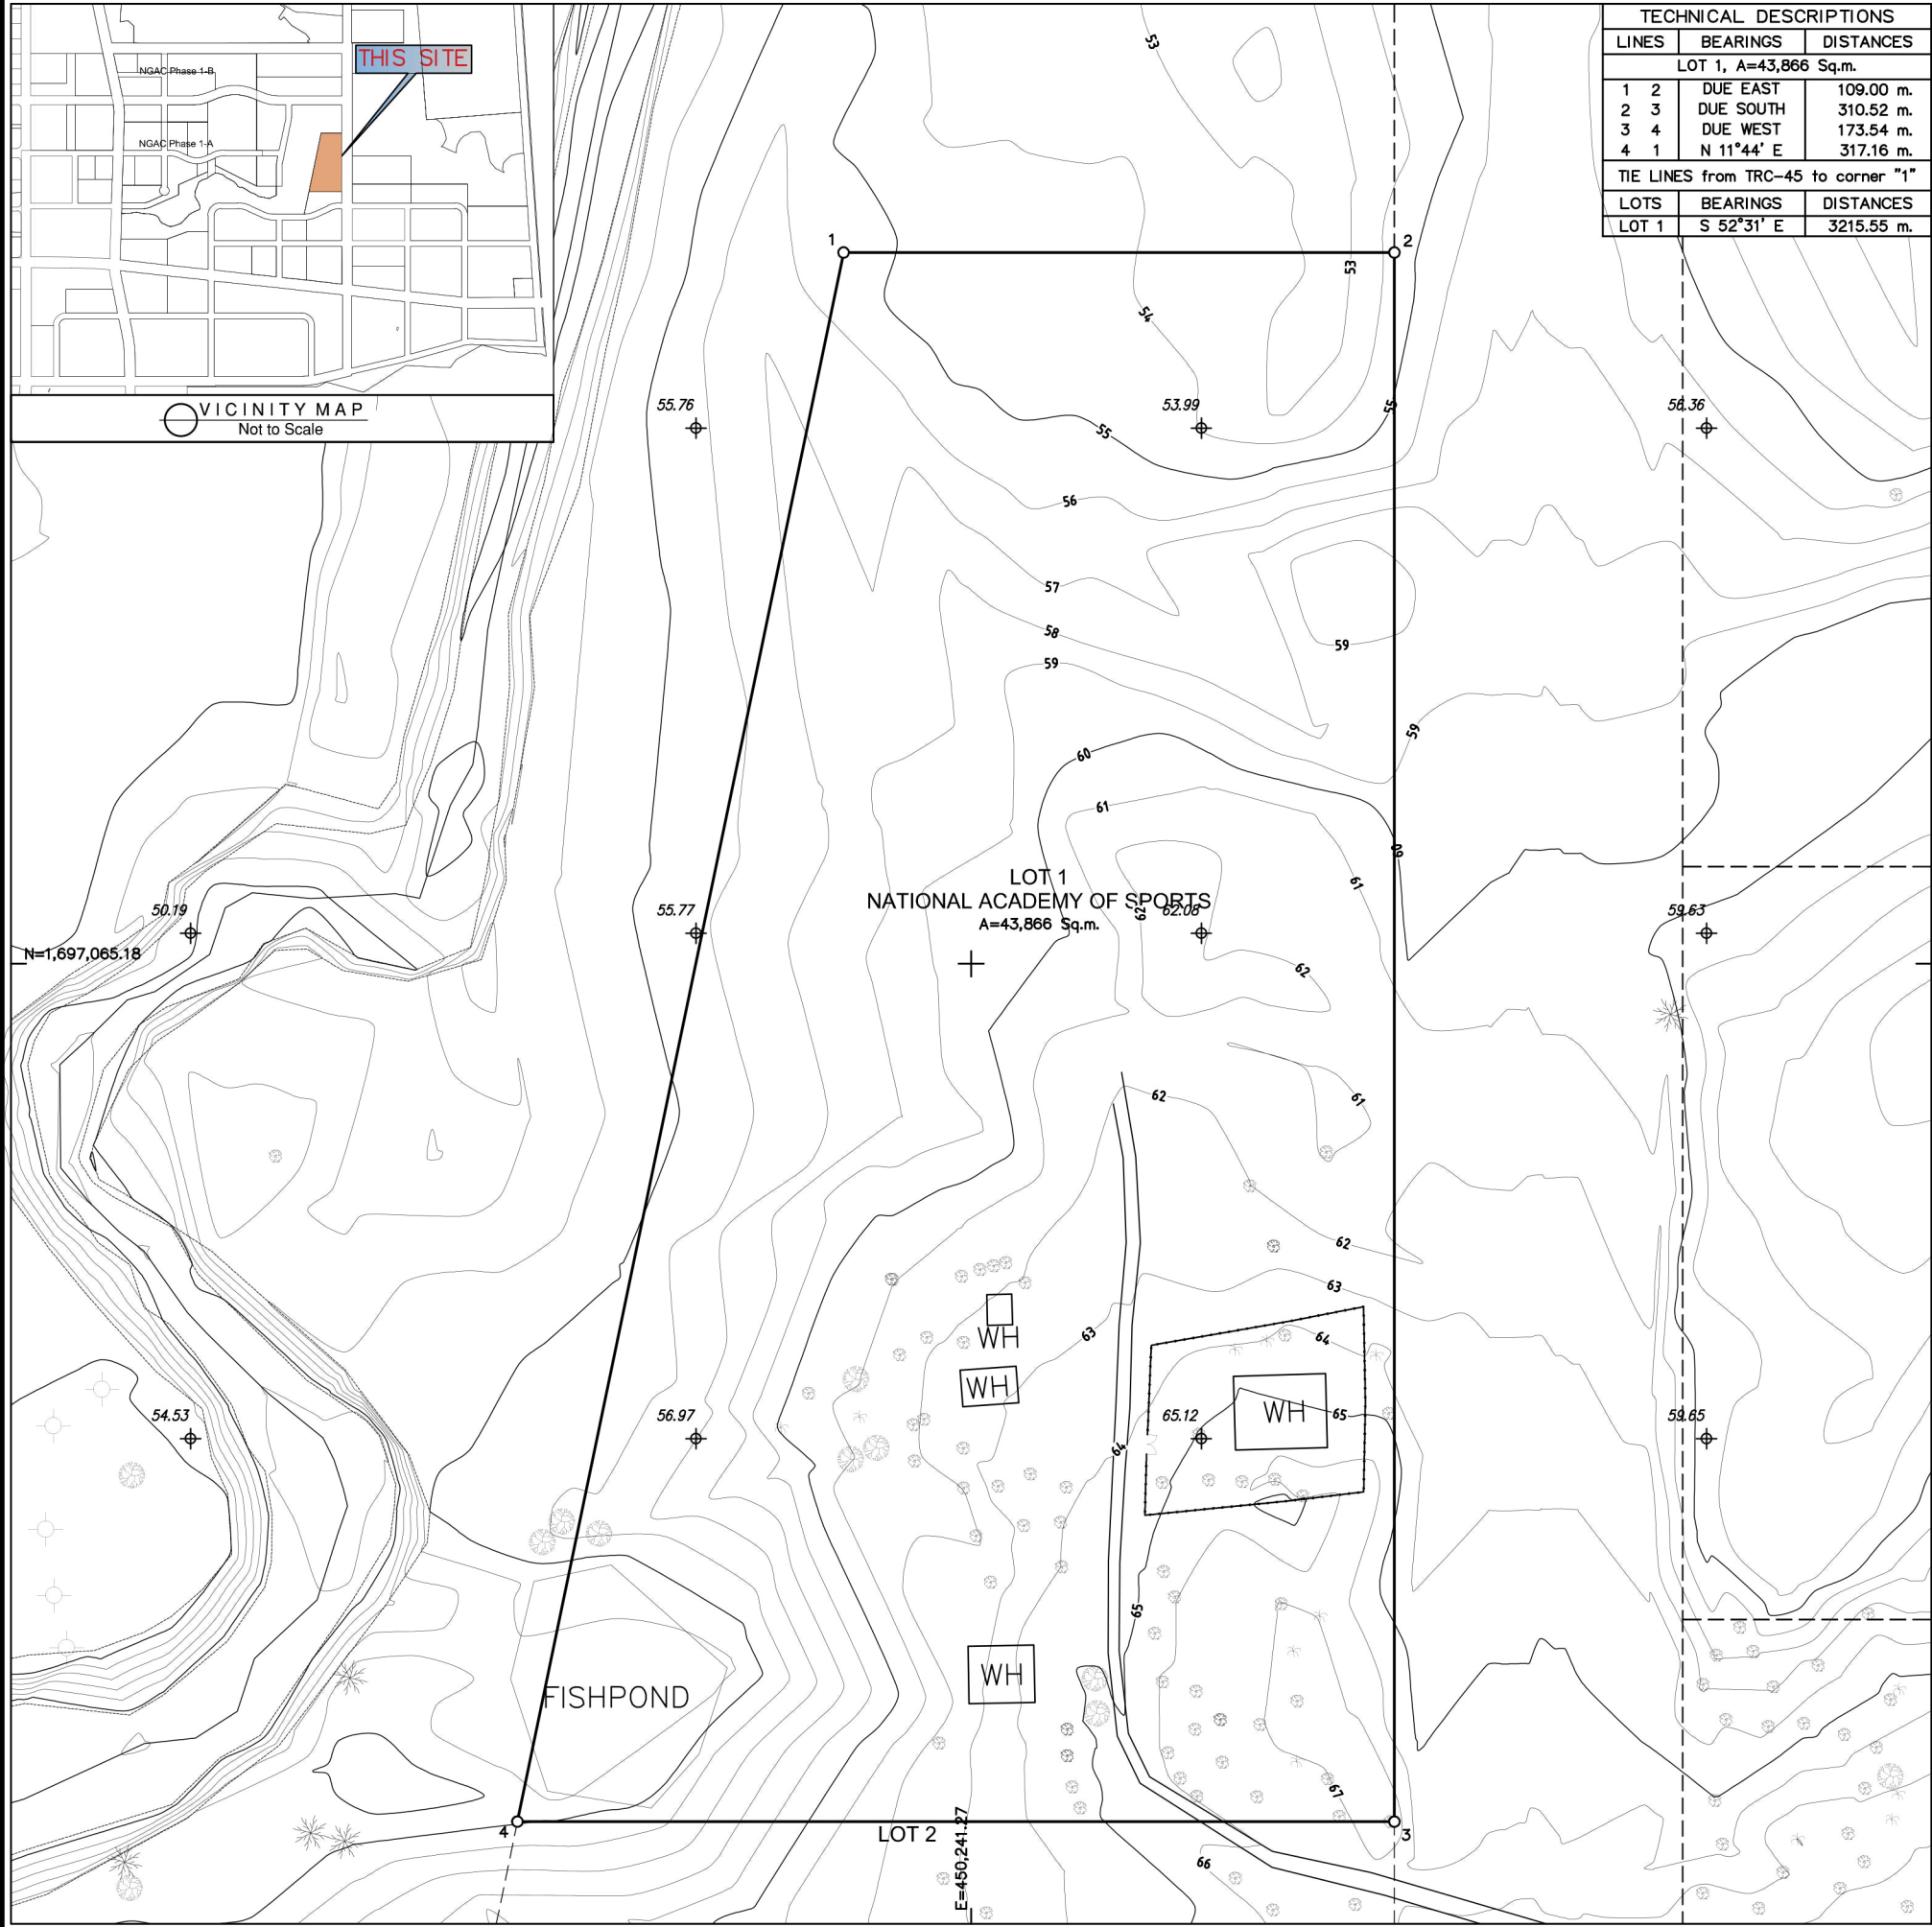 TECHNICAL DESCRIPTIONS
LINES BEARINGS DISTANCES
LOT 1, A=43,866 Sq.m.
1 2 DUE EAST 109.00 m.
2 3 DUE SOUTH 310.52 m.
3 4 DUE WEST 173.54 m.
4 1 N 11°44' E 317.16 m.
TIE LINES from TRC-45 to corner "1"
LOTS BEARINGS DISTANCES
LOT 1 S 52°31' E 3215.55 m.
THIS SITE
NGAC Phase 1-B
NGAC Phase 1-A
VICINITY MAP
Not to Scale
53
1
2
53
54
55.76
53.99
55
56.36
55
56
57
58
59
59
59
60
61
60
61
LOT 1
NATIONAL ACADEMY OF SPORTS
A=43,866 Sq.m.
50.19
55.77
62
62.08
59.63
N=1,697,065.18
62
62
61
62
63
63
64
WH
WH
WH
54.53
56.97
65.12
65
59.65
64
65
WH
FISHPOND
67
4
LOT 2
3
E=450,241.27
66